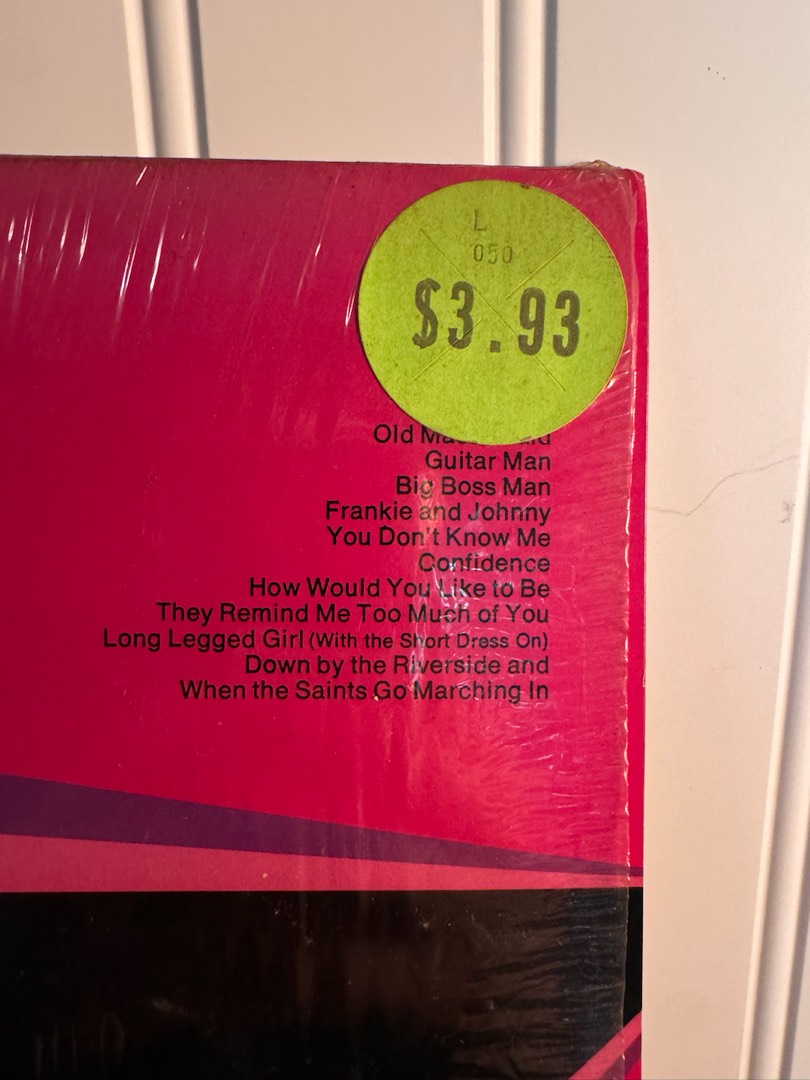 L
050
$3.93
Old
Guitar Man
Big Boss Man
Frankie and Johnny
You Don't Know Me
Confidence
How Would You Like to Be
They Remind Me Too Much of You
Long Legged Girl (With the Short Dress On)
Down by the Riverside and
When the Saints Go Marching In